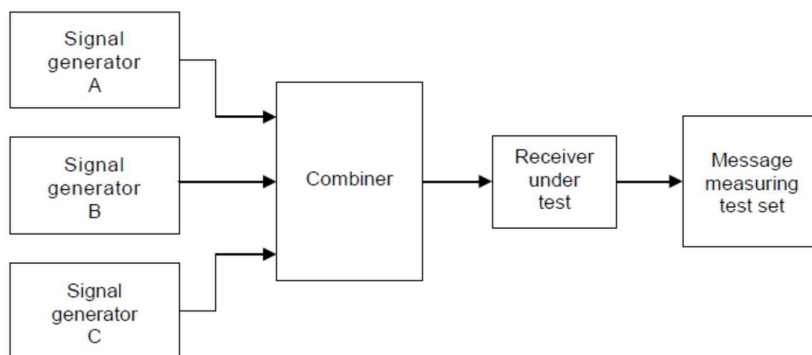 Signal
generator
A
Signal
generator
B
Signal
generator
C
Combiner
Receiver
under
test
Message
measuring
test set